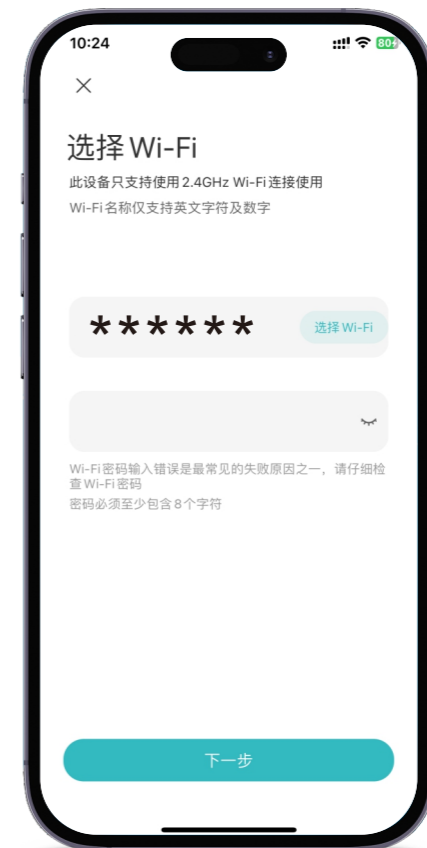 10:24
80
选择 Wi-Fi
此设备只支持使用 2.4GHz Wi-Fi 连接使用
Wi-Fi 名称仅支持英文字符及数字
******
选择 Wi-Fi
Wi-Fi 密码输入错误是最常见的失败原因之一，请仔细检
查 Wi-Fi 密码
密码必须至少包含 8 个字符
下一步